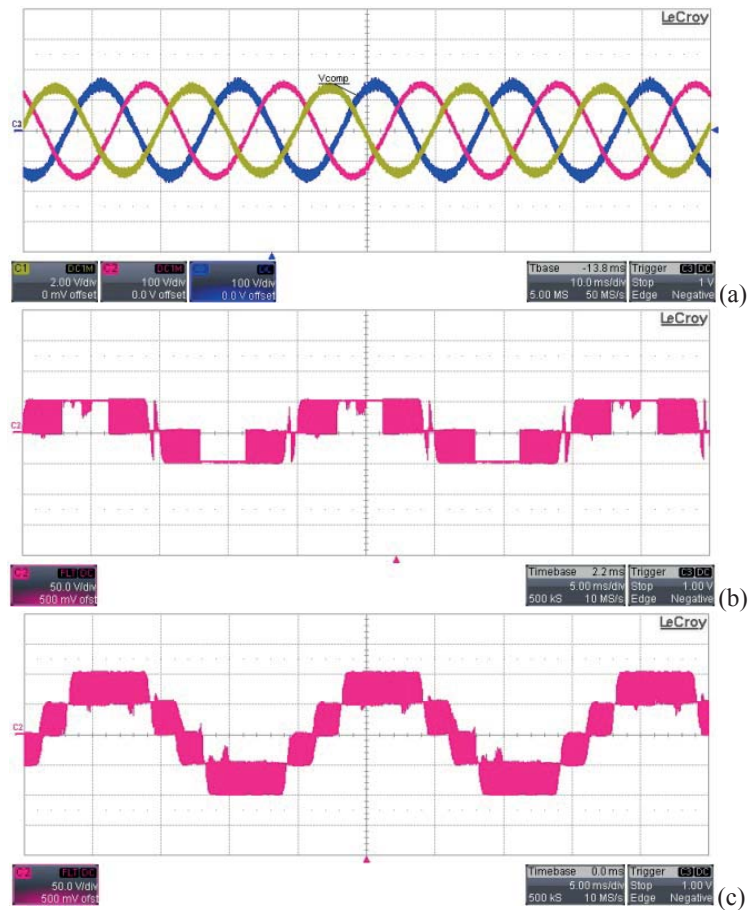 LeCroy
Vcomp
C3
C1 DC1M C2 DC1M C3 DC
2.00 V/div 100 V/div 100 V/div
0 mV offset 0.0 V offset 0.0 V offset
Tbase -13.8 ms Trigger C3 DC
10.0 ms/div Stop 1 V
5.00 MS 50 MS/s Edge Negative
(a)
LeCroy
C2
C2 FLT DC
50.0 V/div
500 mV ofst
Timebase 2.2 ms Trigger C3 DC
5.00 ms/div Stop 1.00 V
500 kS 10 MS/s Edge Negative
(b)
LeCroy
C2
C2 FLT DC
50.0 V/div
500 mV ofst
Timebase 0.0 ms Trigger C3 DC
5.00 ms/div Stop 1.00 V
500 kS 10 MS/s Edge Negative
(c)